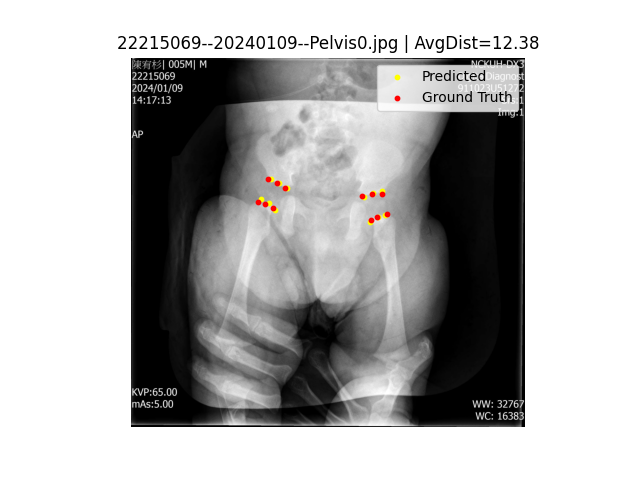 22215069--20240109--Pelvis0.jpg | AvgDist=12.38
陳宥杉| 005M| M
22215069
2024/01/09
14:17:13
AP
NCKUH-DX3
Diagnost
911023U51272
Img.1
Predicted
Ground Truth
KVP:65.00
mAs:5.00
WW: 32767
WC: 16383